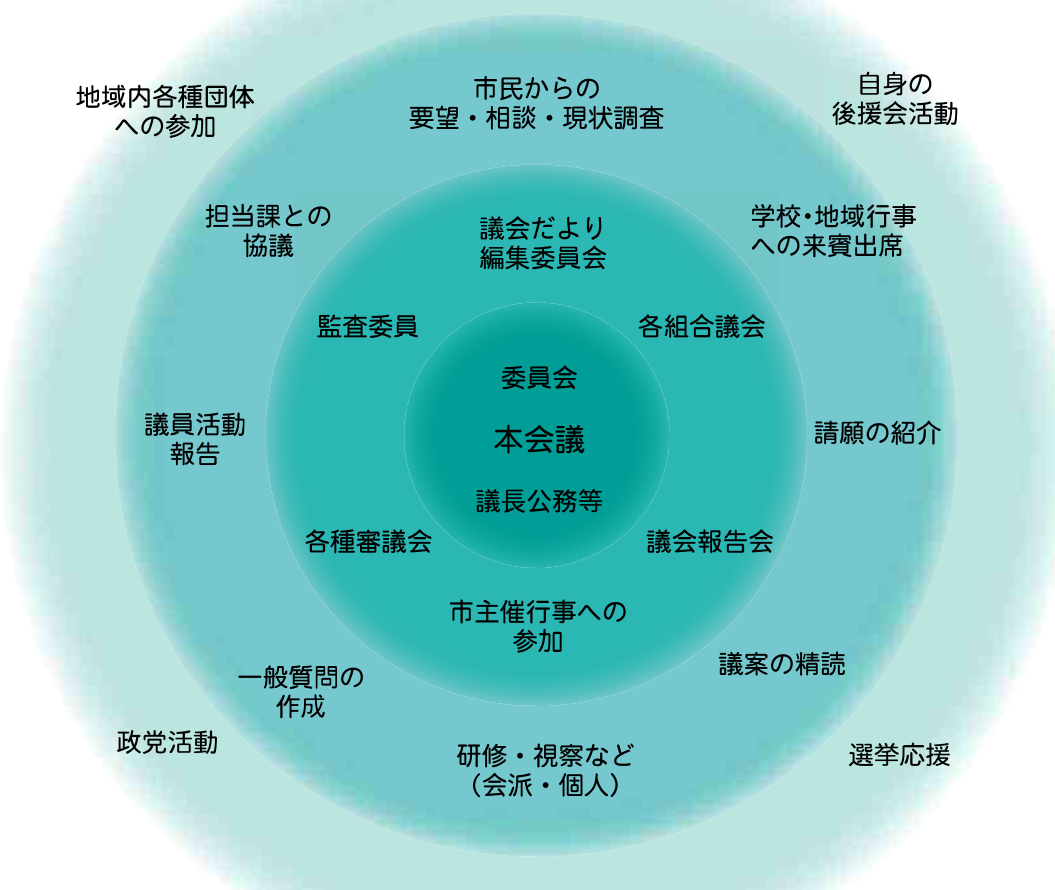 地域内各種団体
への参加
市民からの
要望・相談・現状調査
自身の
後援会活動
担当課との
協議
議会だより
編集委員会
学校・地域行事
への来賓出席
監査委員
各組合議会
委員会
議員活動
報告
本会議
請願の紹介
議長公務等
各種審議会
議会報告会
市主催行事への
参加
一般質問の
作成
議案の精読
政党活動
研修・視察など
（会派・個人）
選挙応援